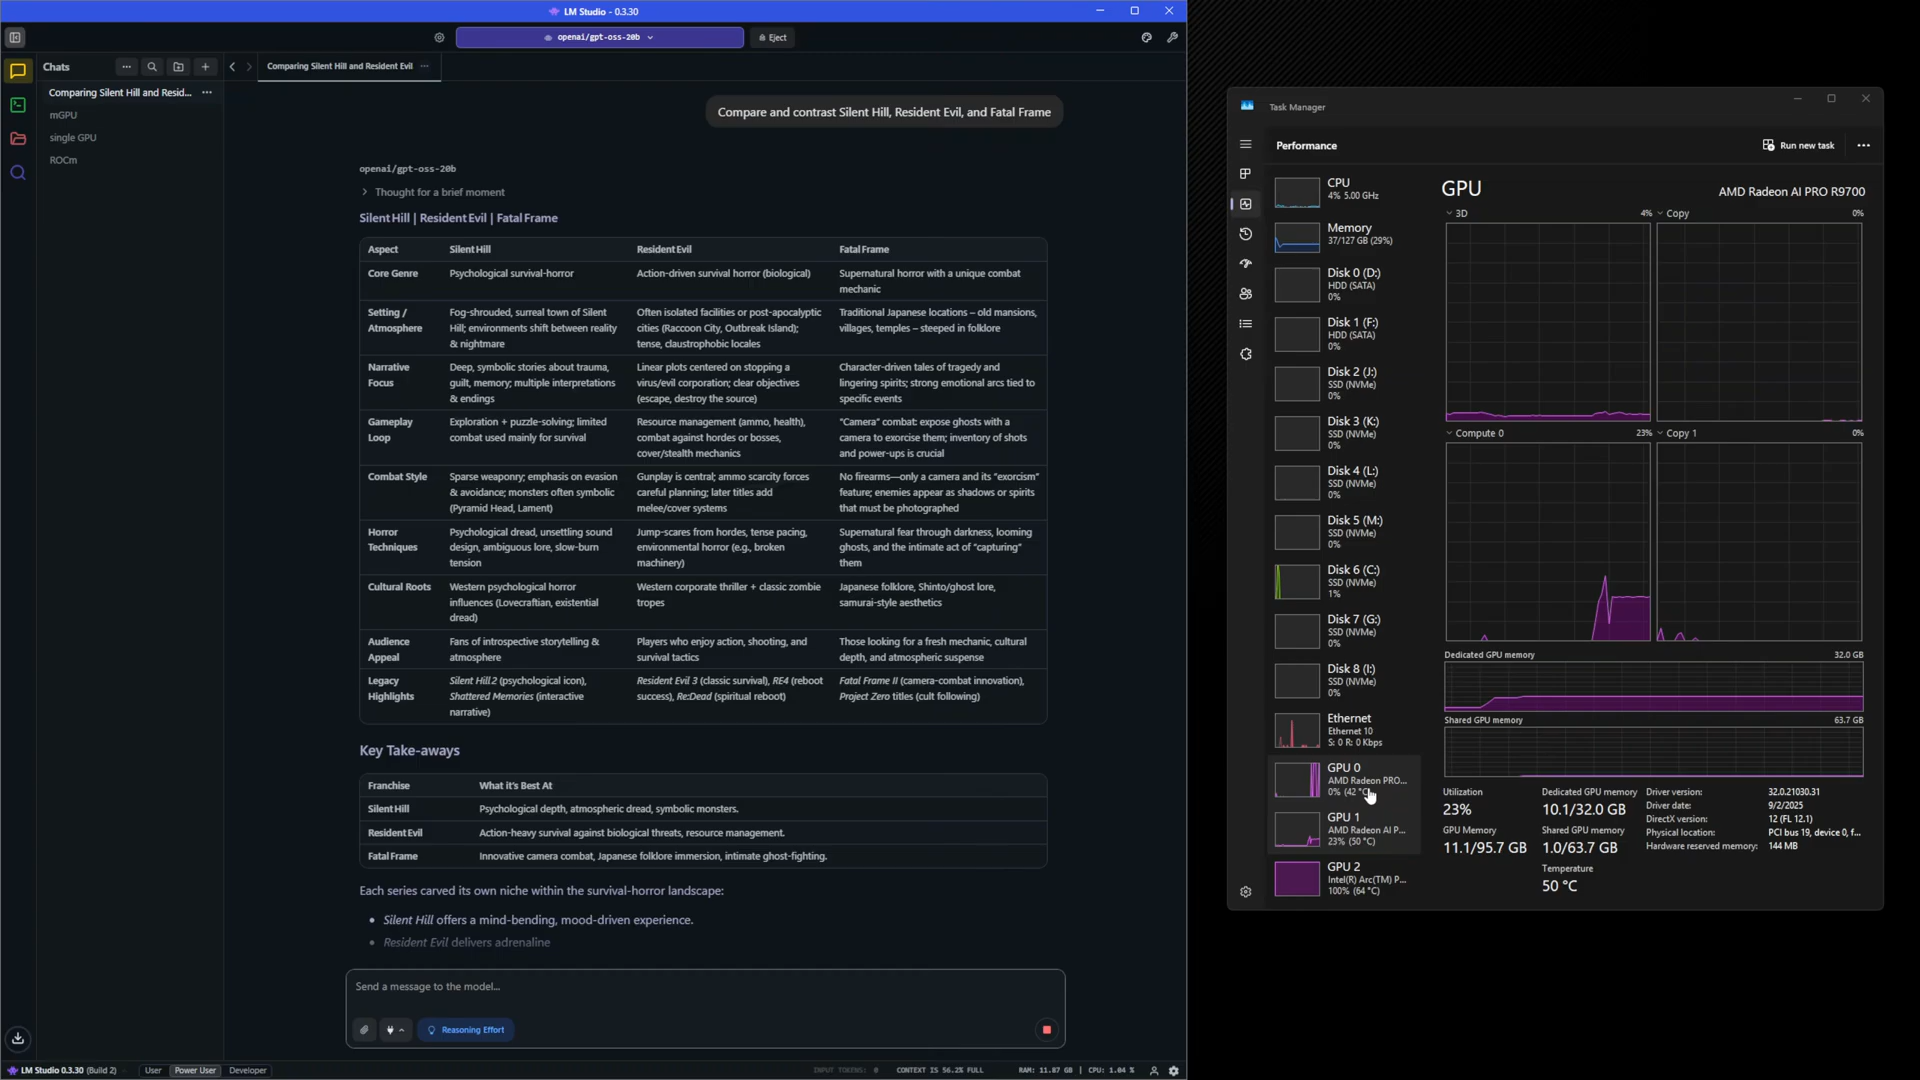 LM Studio - 0.3.30
openai/gpt-oss-20b
Eject
Chats
Comparing Silent Hill and Resident Evil
Comparing Silent Hill and Resid...
mGPU
single GPU
ROCm
Compare and contrast Silent Hill, Resident Evil, and Fatal Frame
openai/gpt-oss-20b
Thought for a brief moment
Silent Hill | Resident Evil | Fatal Frame
Aspect Silent Hill Resident Evil Fatal Frame
Core Genre
Psychological survival-horror
Action-driven survival horror (biological)
Supernatural horror with a unique combat
mechanic
Setting /
Atmosphere
Fog-shrouded, surreal town of Silent
Hill; environments shift between reality
& nightmare
Often isolated facilities or post-apocalyptic
cities (Raccoon City, Outbreak Island);
tense, claustrophobic locales
Traditional Japanese locations – old mansions,
villages, temples – steeped in folklore
Narrative
Focus
Deep, symbolic stories about trauma,
guilt, memory; multiple interpretations
& endings
Linear plots centered on stopping a
virus/evil corporation; clear objectives
(escape, destroy the source)
Character-driven tales of tragedy and
lingering spirits; strong emotional arcs tied to
specific events
Gameplay
Loop
Exploration + puzzle-solving; limited
combat used mainly for survival
Resource management (ammo, health),
combat against hordes or bosses,
cover/stealth mechanics
"Camera" combat: expose ghosts with a
camera to exorcise them; inventory of shots
and power-ups is crucial
Combat Style
Sparse weaponry; emphasis on evasion
& avoidance; monsters often symbolic
(Pyramid Head, Lament)
Gunplay is central; ammo scarcity forces
careful planning; later titles add
melee/cover systems
No firearms—only a camera and its "exorcism"
feature; enemies appear as shadows or spirits
that must be photographed
Horror
Techniques
Psychological dread, unsettling sound
design, ambiguous lore, slow-burn
tension
Jump-scares from hordes, tense pacing,
environmental horror (e.g., broken
machinery)
Supernatural fear through darkness, looming
ghosts, and the intimate act of "capturing"
them
Cultural Roots
Western psychological horror
influences (Lovecraftian, existential
dread)
Western corporate thriller + classic zombie
tropes
Japanese folklore, Shinto/ghost lore,
samurai-style aesthetics
Audience
Appeal
Fans of introspective storytelling &
atmosphere
Players who enjoy action, shooting, and
survival tactics
Those looking for a fresh mechanic, cultural
depth, and atmospheric suspense
Legacy
Highlights
Silent Hill 2 (psychological icon),
Shattered Memories (interactive
narrative)
Resident Evil 3 (classic survival), RE4 (reboot
success), Re:Dead (spiritual reboot)
Fatal Frame II (camera-combat innovation),
Project Zero titles (cult following)
Key Take-aways
Franchise What it's Best At
Silent Hill Psychological depth, atmospheric dread, symbolic monsters.
Resident Evil Action-heavy survival against biological threats, resource management.
Fatal Frame Innovative camera combat, Japanese folklore immersion, intimate ghost-fighting.
Each series carved its own niche within the survival-horror landscape:
• Silent Hill offers a mind-bending, mood-driven experience.
• Resident Evil delivers adrenaline
Send a message to the model...
Reasoning Effort
LM Studio 0.3.30 (Build 2) User Power User Developer
INPUT TOKENS: 0 CONTEXT IS 56.2% FULL RAM: 11.87 GB | CPU: 1.04 %
Task Manager
Performance
Run new task
CPU
4% 5.00 GHz
Memory
37/127 GB (29%)
Disk 0 (D:)
HDD (SATA)
0%
Disk 1 (F:)
HDD (SATA)
0%
Disk 2 (J:)
SSD (NVMe)
0%
Disk 3 (K:)
SSD (NVMe)
0%
Disk 4 (L:)
SSD (NVMe)
0%
Disk 5 (M:)
SSD (NVMe)
0%
Disk 6 (C:)
SSD (NVMe)
1%
Disk 7 (G:)
SSD (NVMe)
0%
Disk 8 (I:)
SSD (NVMe)
0%
Ethernet
Ethernet 10
S: 0 R: 0 Kbps
GPU 0
AMD Radeon PRO...
0% (42 °C)
GPU 1
AMD Radeon AI P...
23% (50 °C)
GPU 2
Intel(R) Arc(TM) P...
100% (64 °C)
GPU AMD Radeon AI PRO R9700
3D 4% Copy 0%
Compute 0 23% Copy 1 0%
Dedicated GPU memory 32.0 GB
Shared GPU memory 63.7 GB
Utilization
23%
GPU Memory
11.1/95.7 GB
Dedicated GPU memory
10.1/32.0 GB
Shared GPU memory
1.0/63.7 GB
Temperature
50 °C
Driver version: 32.0.21030.31
Driver date: 9/2/2025
DirectX version: 12 (FL 12.1)
Physical location: PCI bus 19, device 0, f...
Hardware reserved memory: 144 MB